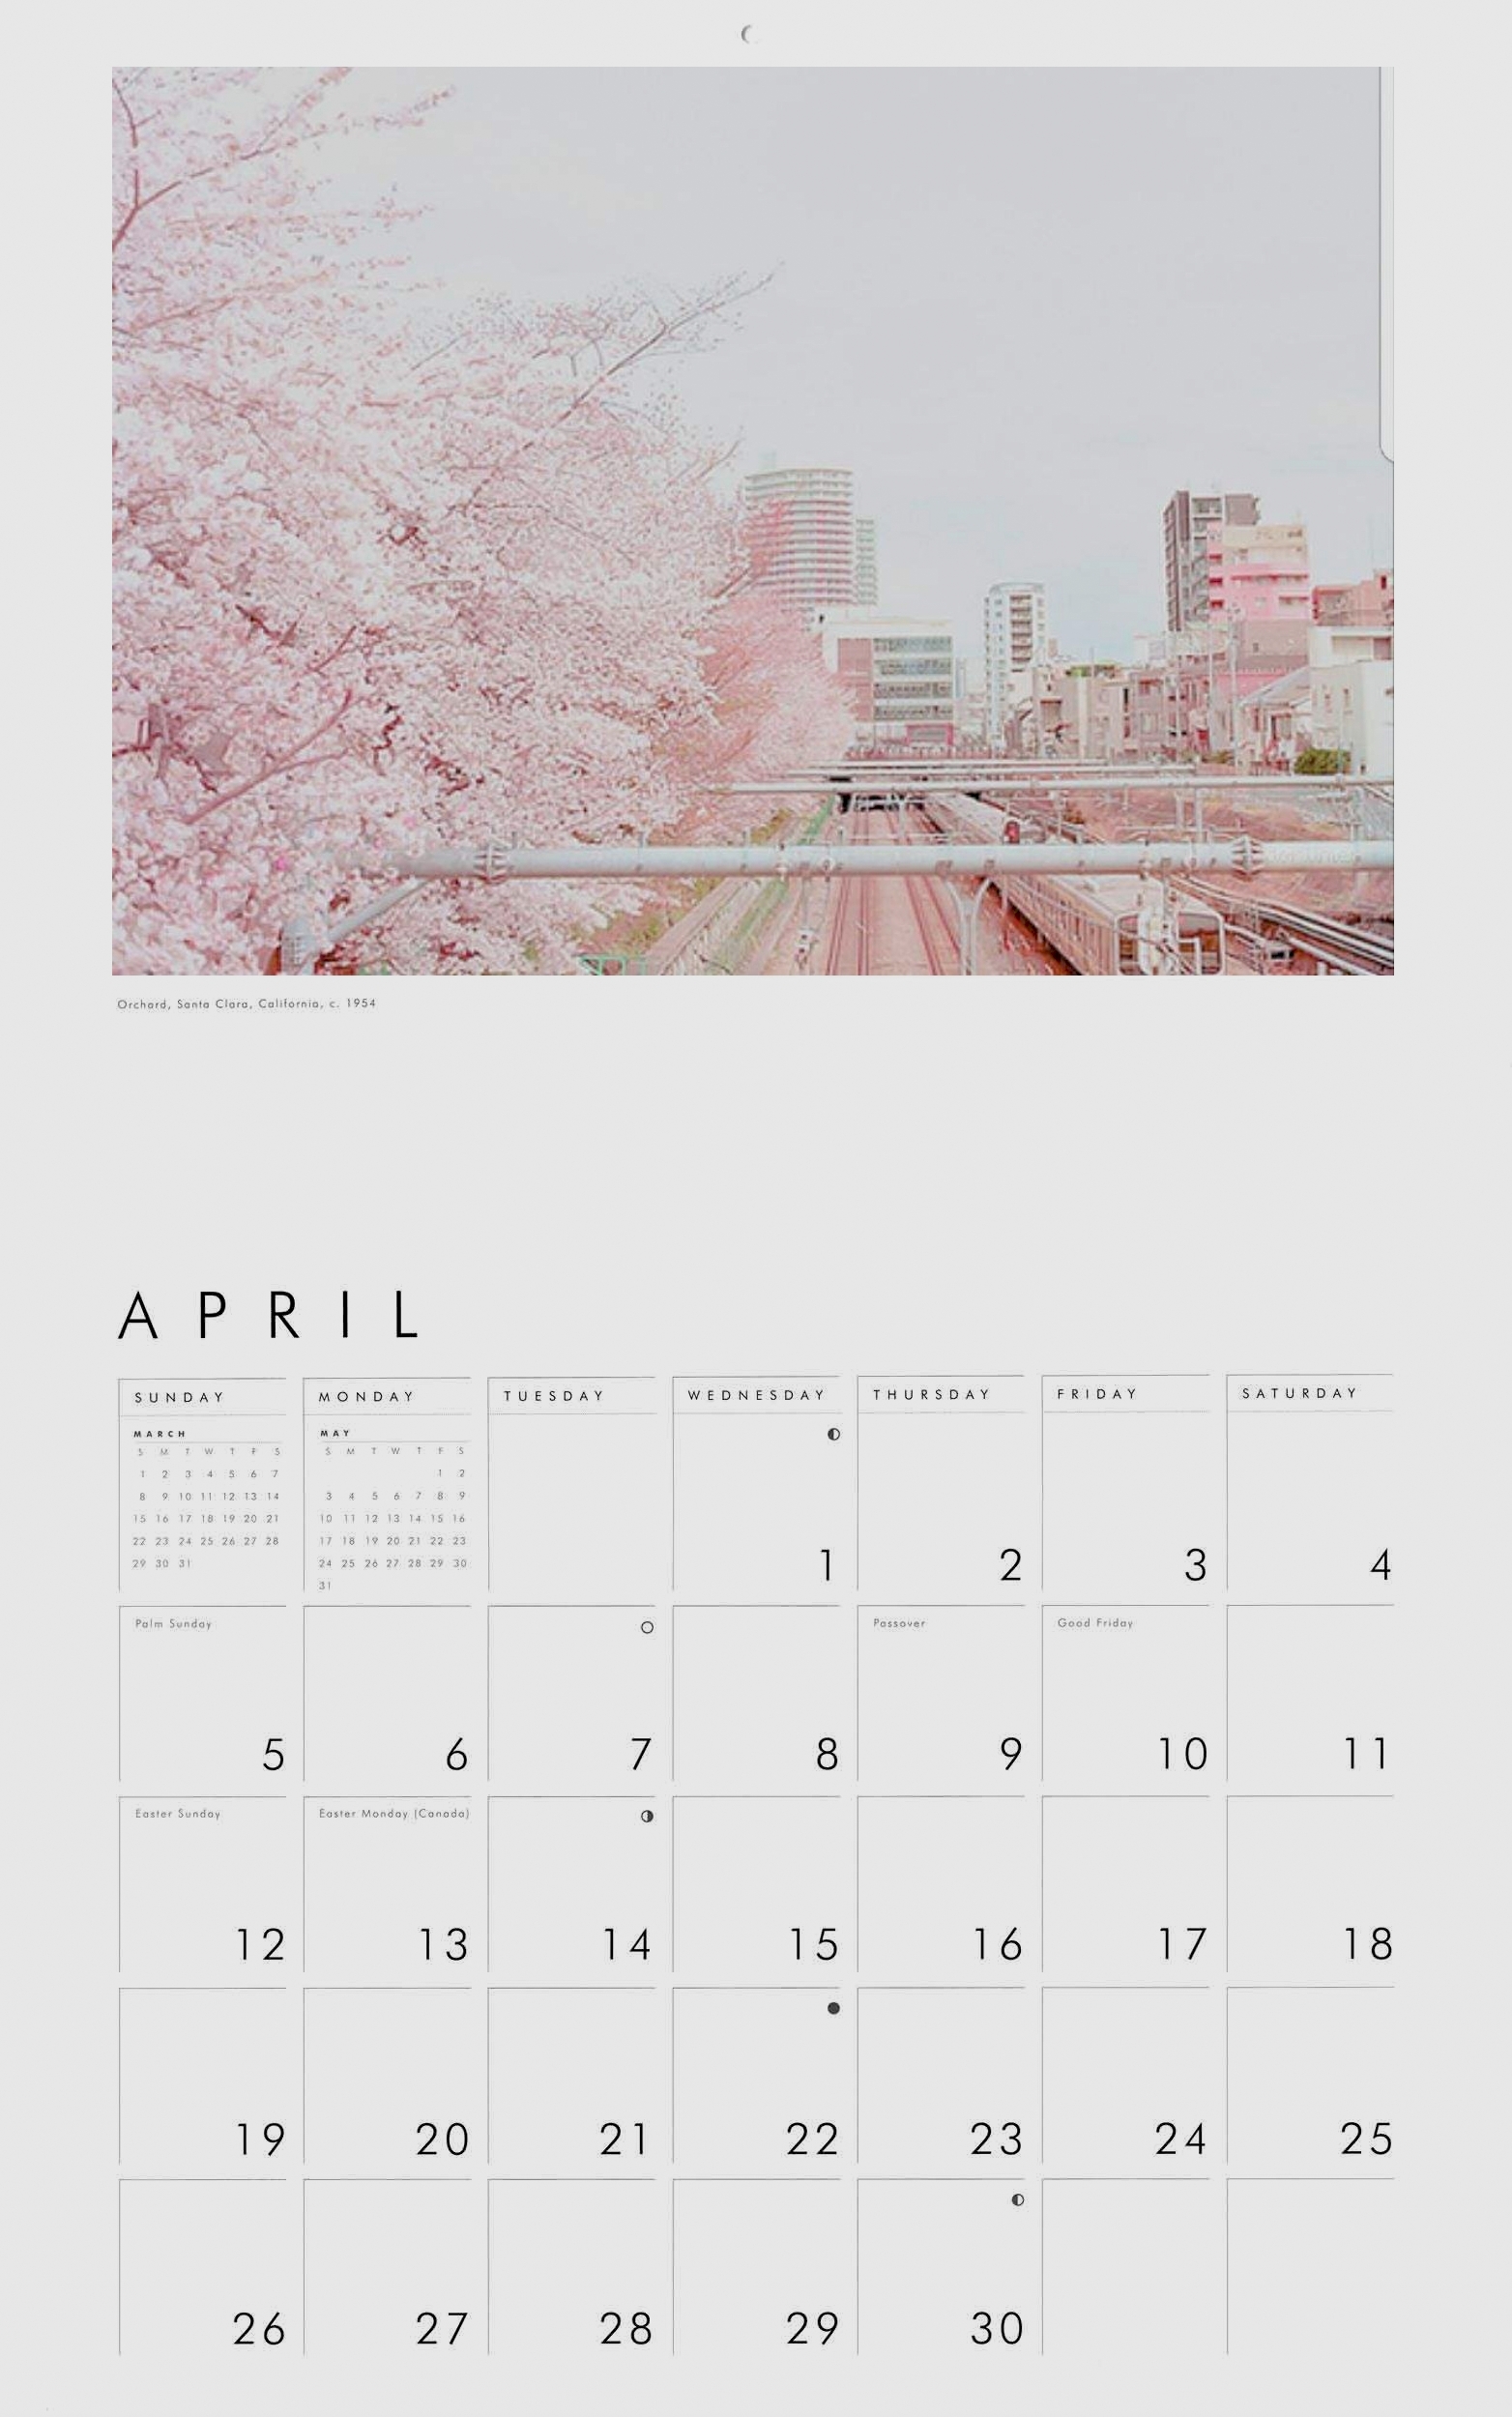 Orchard, Santa Clara, California, c. 1954
APRIL
SUNDAY MONDAY TUESDAY WEDNESDAY THURSDAY FRIDAY SATURDAY
MARCH
S M T W T F S
1 2 3 4 5 6 7
8 9 10 11 12 13 14
15 16 17 18 19 20 21
22 23 24 25 26 27 28
29 30 31
MAY
S M T W T F S
1 2
3 4 5 6 7 8 9
10 11 12 13 14 15 16
17 18 19 20 21 22 23
24 25 26 27 28 29 30
31
1 2 3 4
Palm Sunday Passover Good Friday
5 6 7 8 9 10 11
Easter Sunday Easter Monday (Canada)
12 13 14 15 16 17 18
19 20 21 22 23 24 25
26 27 28 29 30